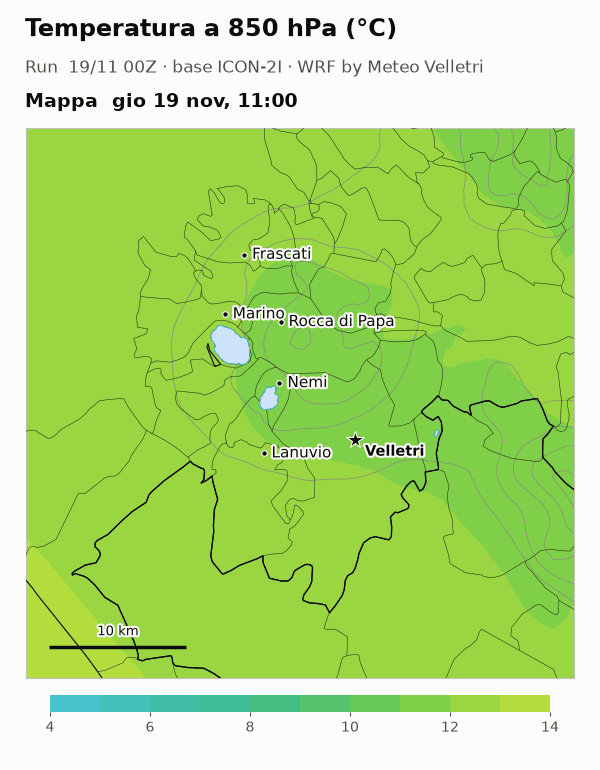 Temperatura a 850 hPa (°C)
Run  19/11 00Z · base ICON-2I · WRF by Meteo Velletri
Mappa  gio 19 nov, 11:00
Frascati
Marino
Rocca di Papa
Nemi
Velletri
Lanuvio
10 km
4 6 8 10 12 14